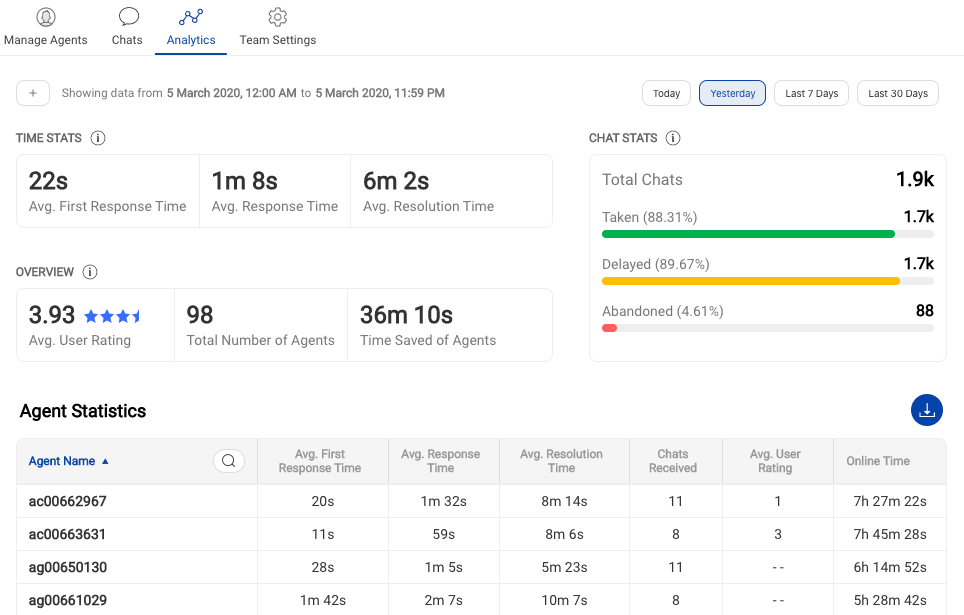 Manage Agents
Chats
Analytics
Team Settings
+ Showing data from 5 March 2020, 12:00 AM to 5 March 2020, 11:59 PM
Today
Yesterday
Last 7 Days
Last 30 Days
TIME STATS
22s
Avg. First Response Time
1m 8s
Avg. Response Time
6m 2s
Avg. Resolution Time
OVERVIEW
3.93
Avg. User Rating
98
Total Number of Agents
36m 10s
Time Saved of Agents
CHAT STATS
Total Chats 1.9k
Taken (88.31%) 1.7k
Delayed (89.67%) 1.7k
Abandoned (4.61%) 88
Agent Statistics
Agent Name ▲
Avg. First
Response Time
Avg. Response
Time
Avg. Resolution
Time
Chats
Received
Avg. User
Rating
Online Time
ac00662967 20s 1m 32s 8m 14s 11 1 7h 27m 22s
ac00663631 11s 59s 8m 6s 8 3 7h 45m 28s
ag00650130 28s 1m 5s 5m 23s 11 -- 6h 14m 52s
ag00661029 1m 42s 2m 7s 10m 7s 8 -- 5h 28m 42s